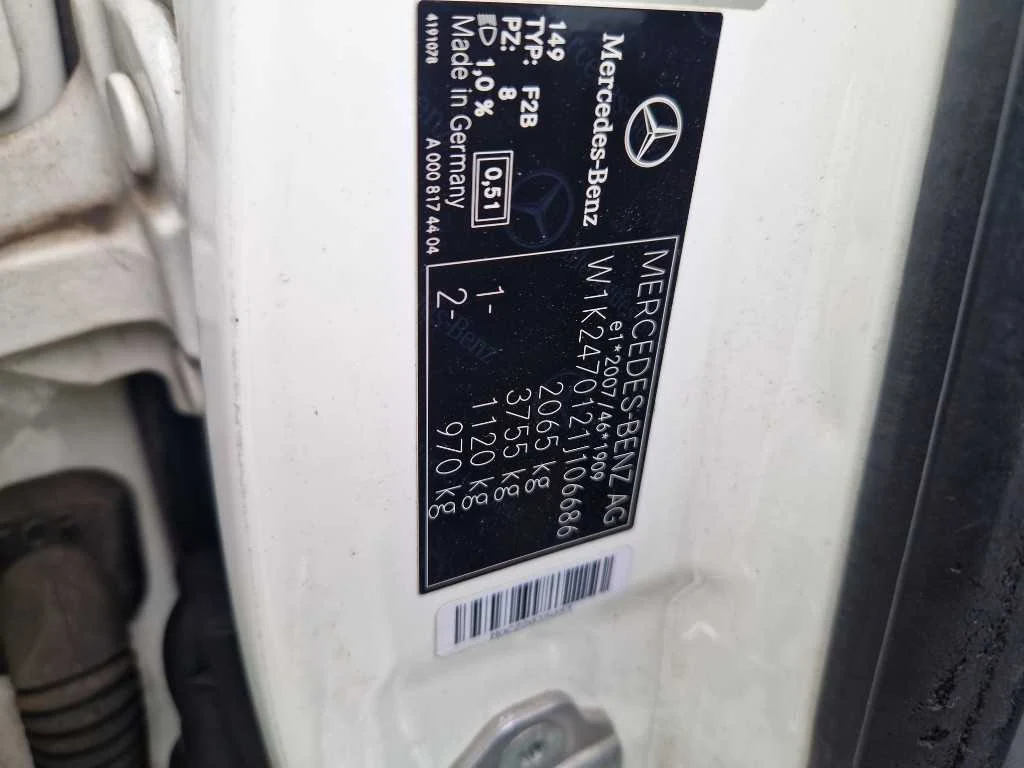 Mercedes-Benz
149
TYP: F2B
PZ: 8
1,0 %
0,51
Made in Germany
4191078 A 000 817 44 04
MERCEDES-BENZ AG
e1*2007/46*1909
W1K2470121J106686
2065 kg
3755 kg
1- 1120 kg
2- 970 kg